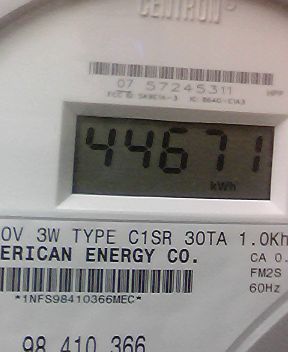 CENTRON
07 57245311
44671
kWh
0V 3W TYPE C1SR 30TA 1.0Kh
ERICAN ENERGY CO.
CA 0.
FM2S
*1NFS98410366MEC*
60Hz
98 410 366